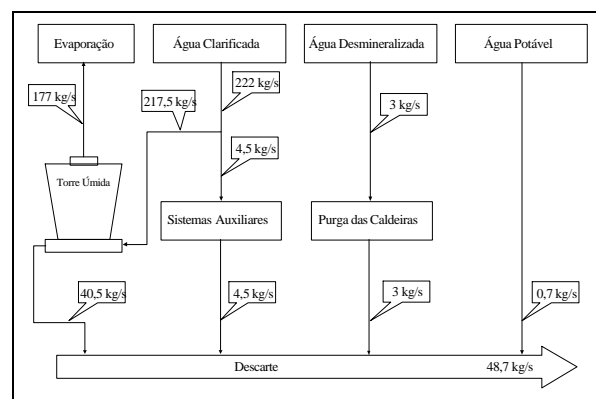 Evaporação
Água Clarificada
Água Desmineralizada
Água Potável
177 kg/s
217,5 kg/s
222 kg/s
3 kg/s
4,5 kg/s
Torre Úmida
Sistemas Auxiliares
Purga das Caldeiras
40,5 kg/s
4,5 kg/s
3 kg/s
0,7 kg/s
Descarte
48,7 kg/s